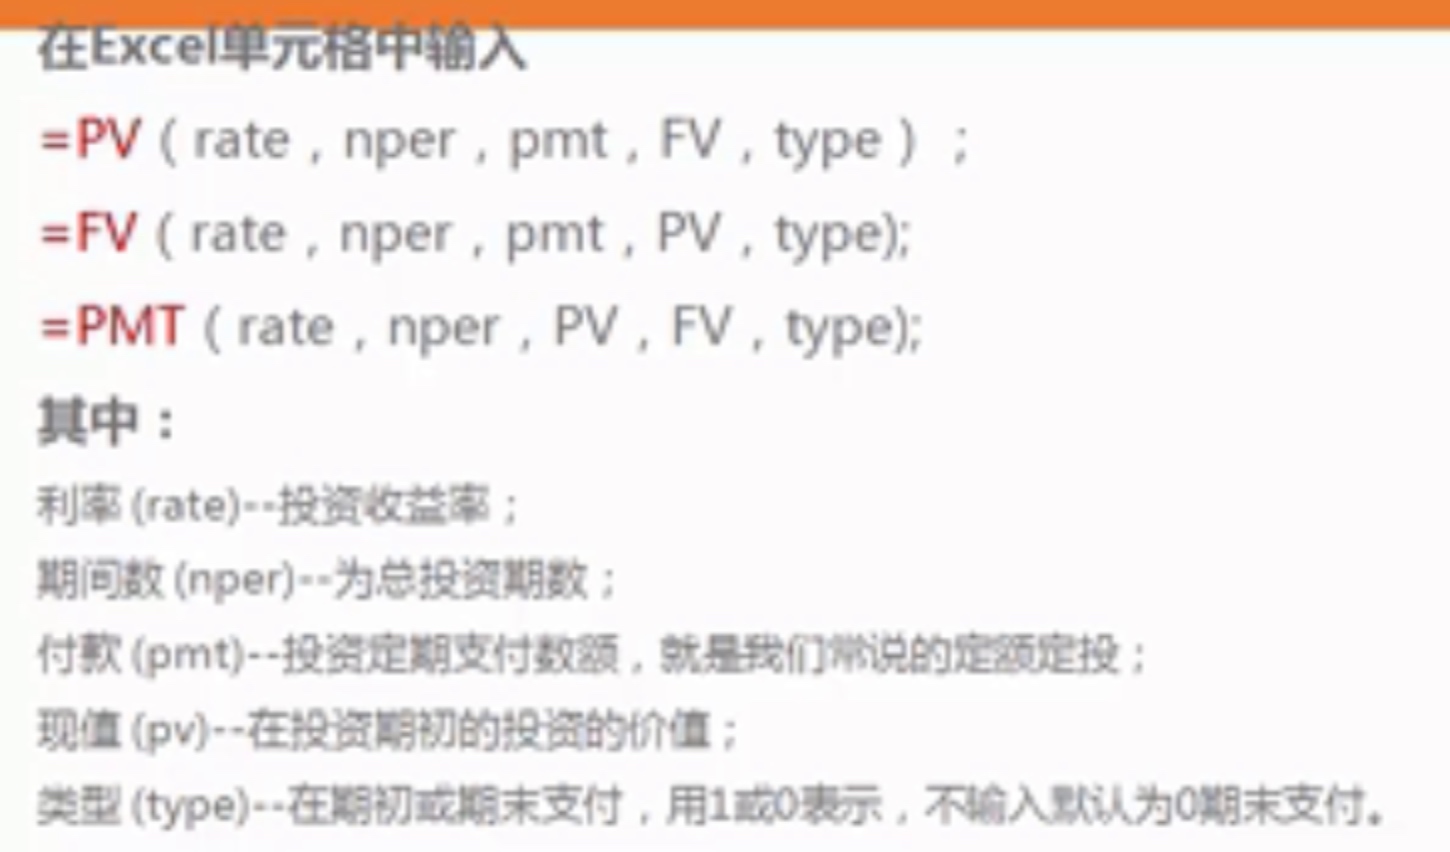 在Excel单元格中输入
=PV ( rate , nper , pmt , FV , type ) ;
=FV ( rate , nper , pmt , PV , type);
=PMT ( rate , nper , PV , FV , type);
其中：
利率 (rate)--投资收益率；
期间数 (nper)--为总投资期数；
付款 (pmt)--投资定期支付数额，就是我们常说的定额定投；
现值 (pv)--在投资期初的投资的价值；
类型 (type)--在期初或期末支付，用1或0表示，不输入默认为0期末支付。